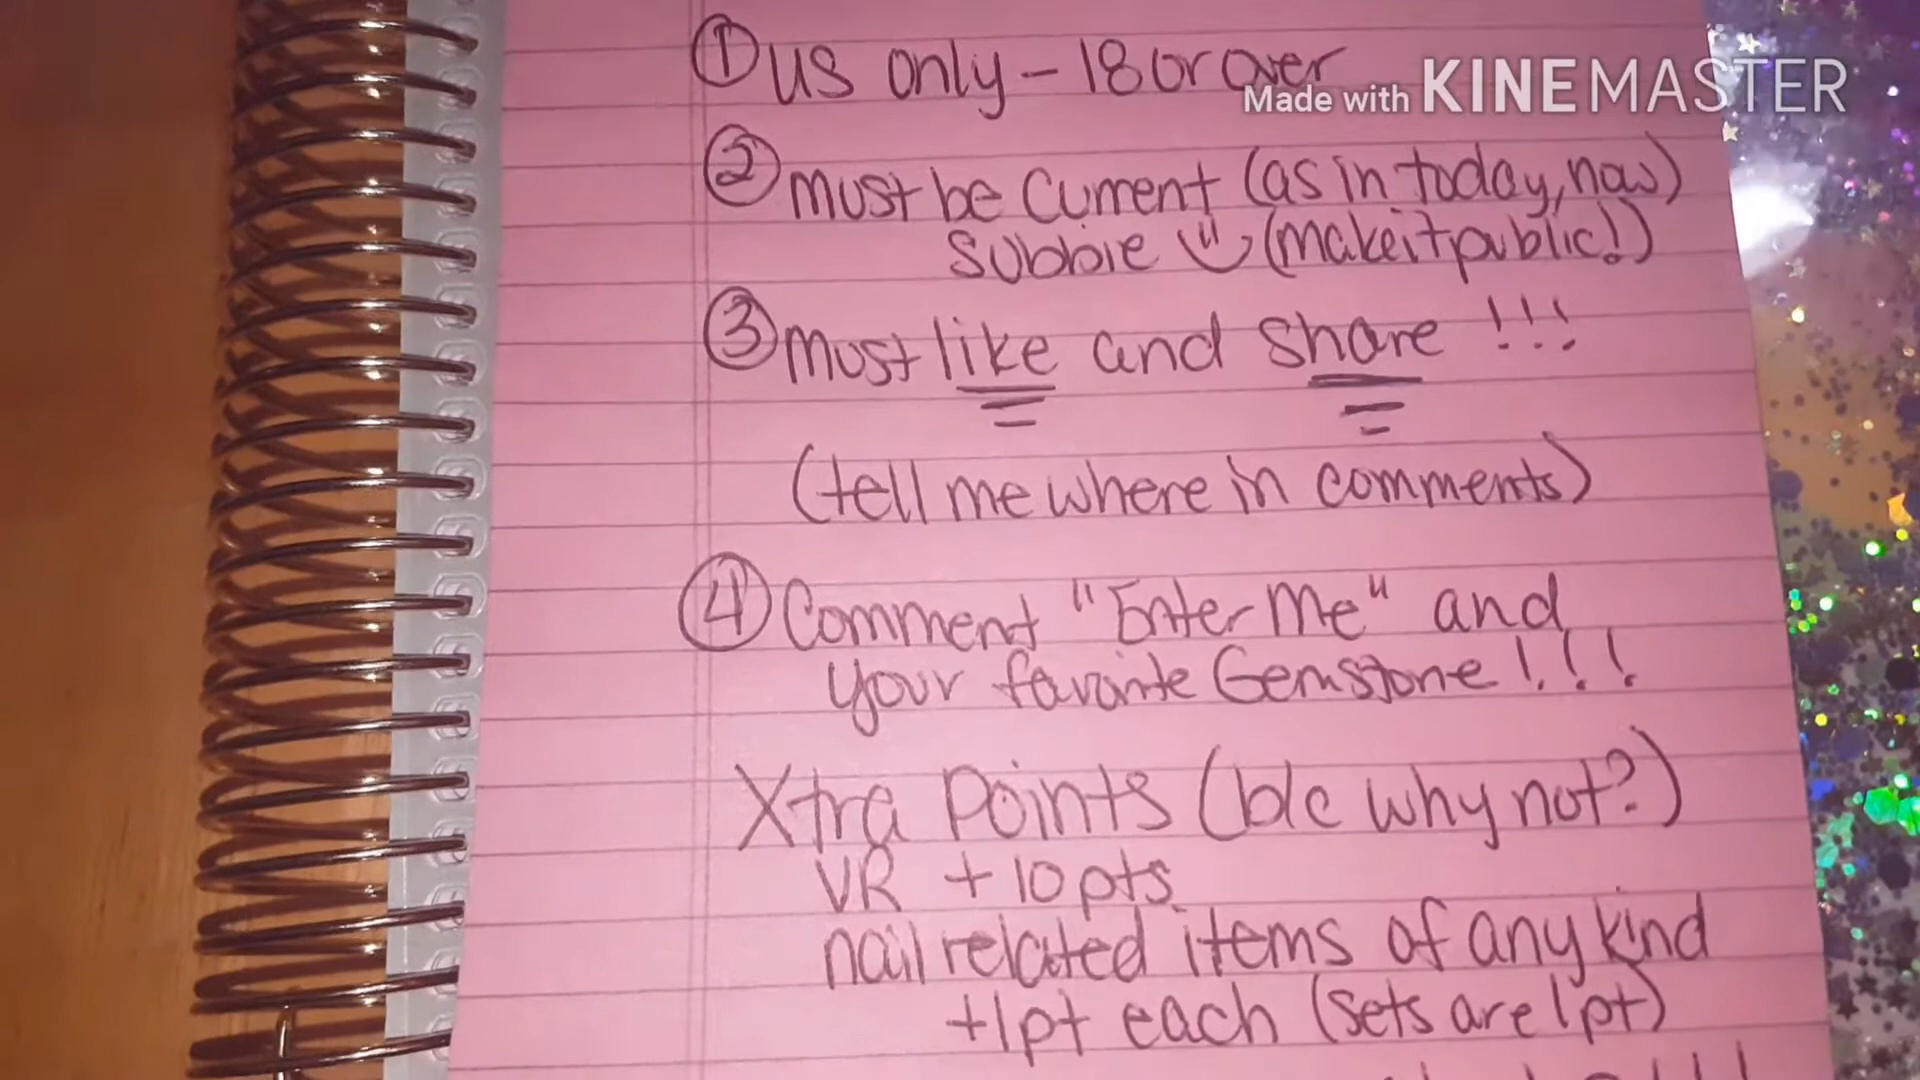 ① US only - 18 or over
Made with KINEMASTER
② must be current (as in today, now)
subbie (make it public!)
③ must like and share !!!
(tell me where in comments)
④ Comment "Enter Me" and
your favorite Gemstone!!!
Xtra Points (b/c why not?)
VR + 10 pts
nail related items of any kind
+1pt each (sets are 1 pt)